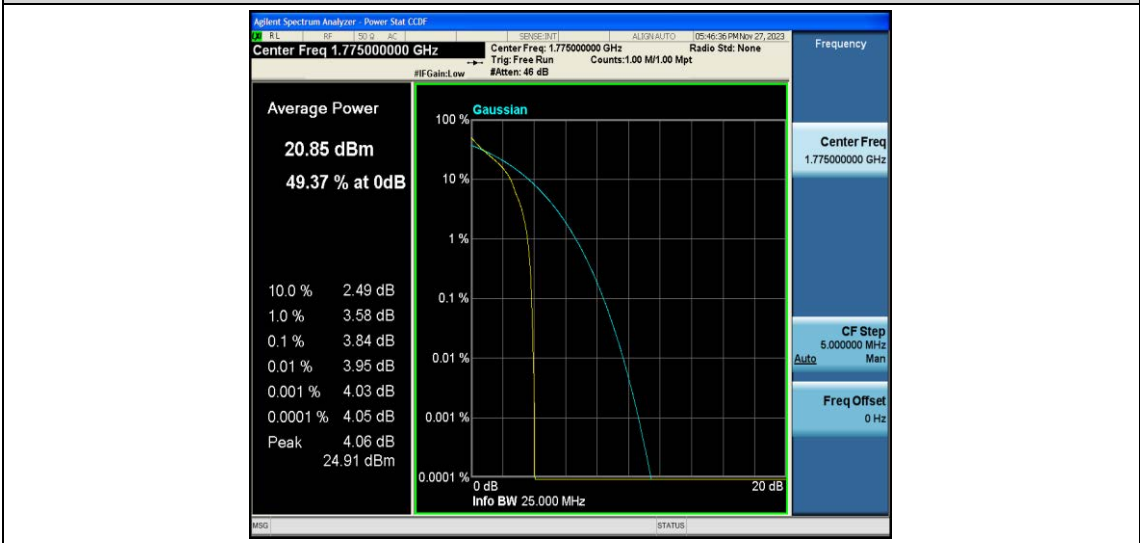 Agilent Spectrum Analyzer - Power Stat CCDF
RL RF 50 Ω AC SENSE:INT ALIGN AUTO 05:46:36 PM Nov 27, 2023
Center Freq 1.775000000 GHz
Center Freq: 1.775000000 GHz Radio Std: None
Trig: Free Run Counts:1.00 M/1.00 Mpt
#IFGain:Low #Atten: 46 dB
Frequency
Average Power
20.85 dBm
49.37 % at 0dB
10.0 % 2.49 dB
1.0 % 3.58 dB
0.1 % 3.84 dB
0.01 % 3.95 dB
0.001 % 4.03 dB
0.0001 % 4.05 dB
Peak 4.06 dB
24.91 dBm
Gaussian
100 %
10 %
1 %
0.1 %
0.01 %
0.001 %
0.0001 %
0 dB 20 dB
Info BW 25.000 MHz
Center Freq
1.775000000 GHz
CF Step
5.000000 MHz
Auto Man
Freq Offset
0 Hz
MSG STATUS